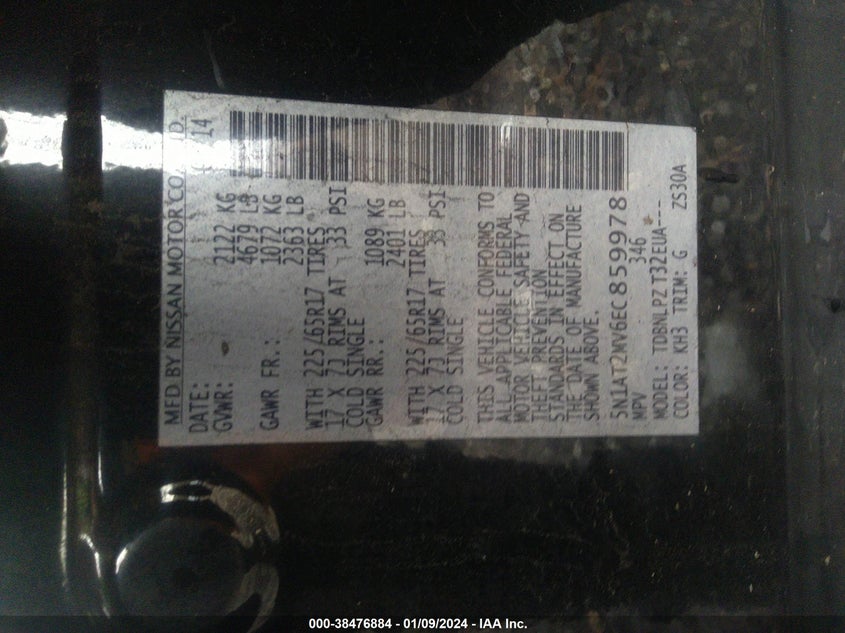 MFD BY NISSAN MOTOR CO., LTD.
DATE: 14
GVWR: 2122 KG
4679 LB
GAWR FR.: 1072 KG
2363 LB
WITH 225/65R17 TIRES
17 X 7J RIMS AT 33 PSI
COLD SINGLE
GAWR RR.: 1089 KG
2401 LB
WITH 225/65R17 TIRES
17 X 7J RIMS AT 33 PSI
COLD SINGLE
THIS VEHICLE CONFORMS TO
ALL APPLICABLE FEDERAL
MOTOR VEHICLE SAFETY AND
THEFT PREVENTION
STANDARDS IN EFFECT ON
THE DATE OF MANUFACTURE
SHOWN ABOVE.
5N1AT2MV6EC859978
MPV 346
MODEL: TDBNLPZ T32EUA---
COLOR: KH3 TRIM: G ZS30A
000-38476884 - 01/09/2024 - IAA Inc.